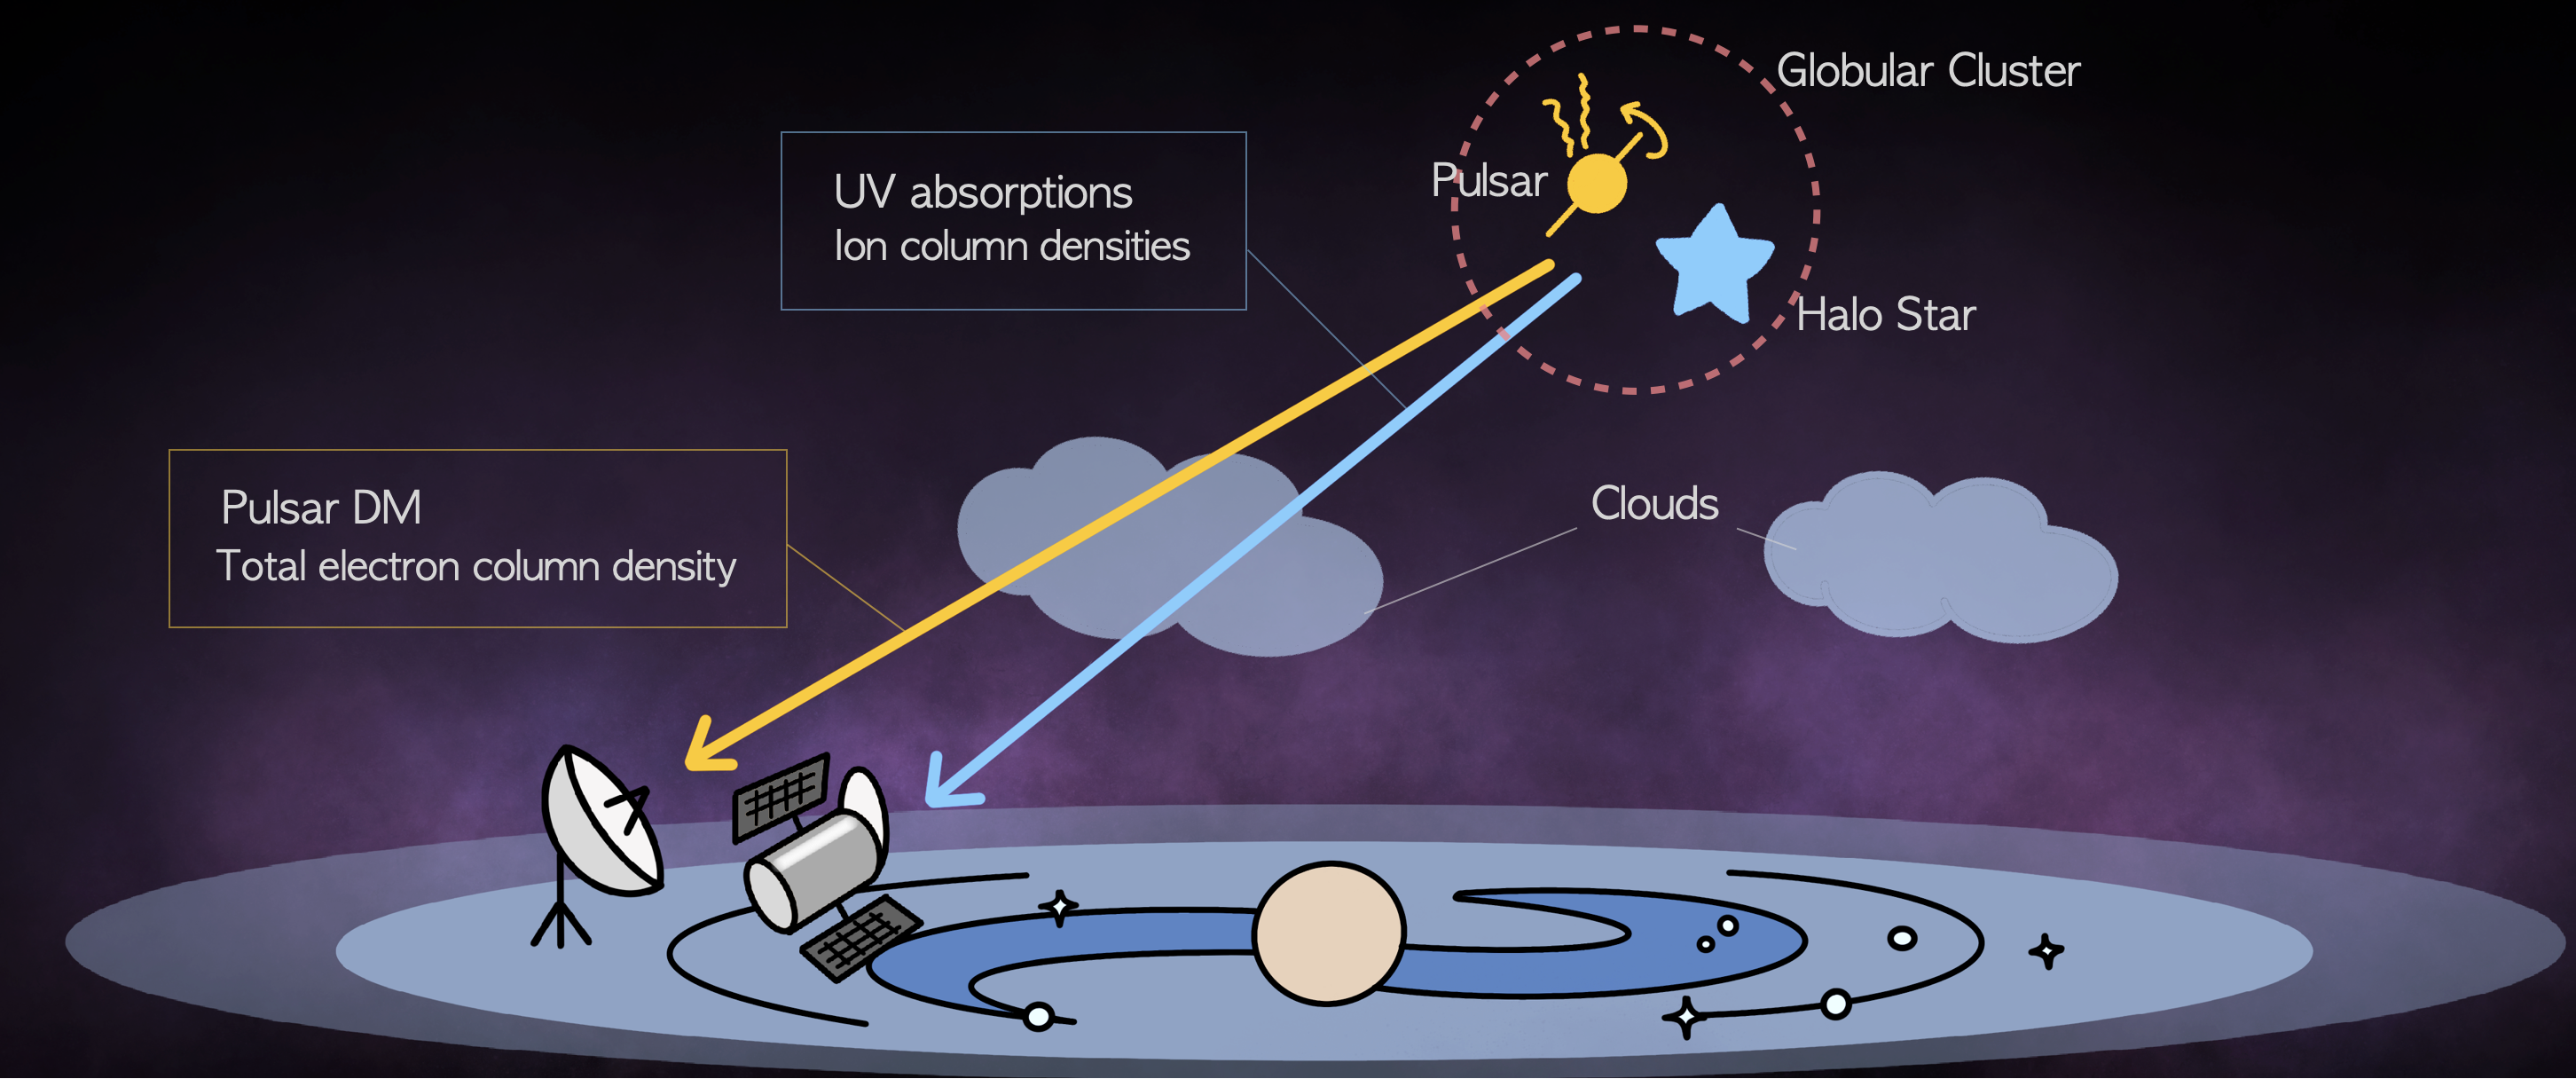 Globular Cluster
Pulsar
UV absorptions
Ion column densities
Halo Star
Clouds
Pulsar DM
Total electron column density